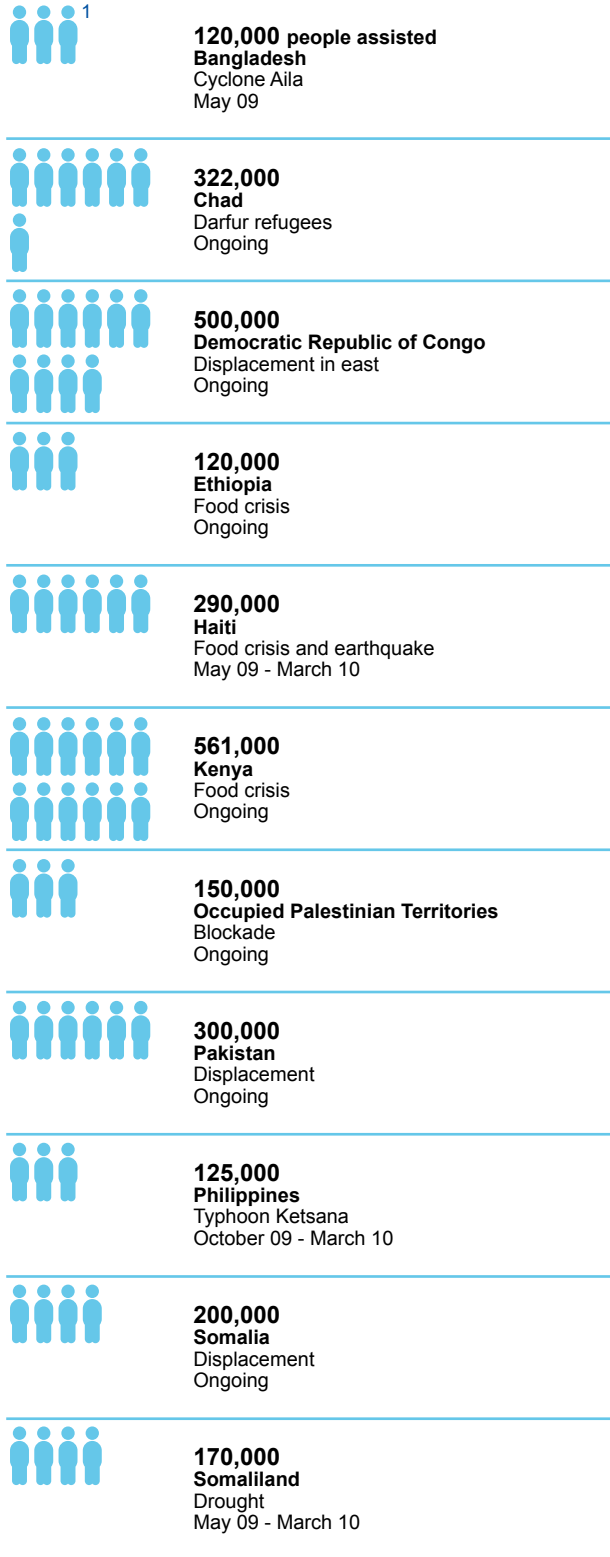 1
120,000 people assisted
Bangladesh
Cyclone Aila
May 09
322,000
Chad
Darfur refugees
Ongoing
500,000
Democratic Republic of Congo
Displacement in east
Ongoing
120,000
Ethiopia
Food crisis
Ongoing
290,000
Haiti
Food crisis and earthquake
May 09 - March 10
561,000
Kenya
Food crisis
Ongoing
150,000
Occupied Palestinian Territories
Blockade
Ongoing
300,000
Pakistan
Displacement
Ongoing
125,000
Philippines
Typhoon Ketsana
October 09 - March 10
200,000
Somalia
Displacement
Ongoing
170,000
Somaliland
Drought
May 09 - March 10